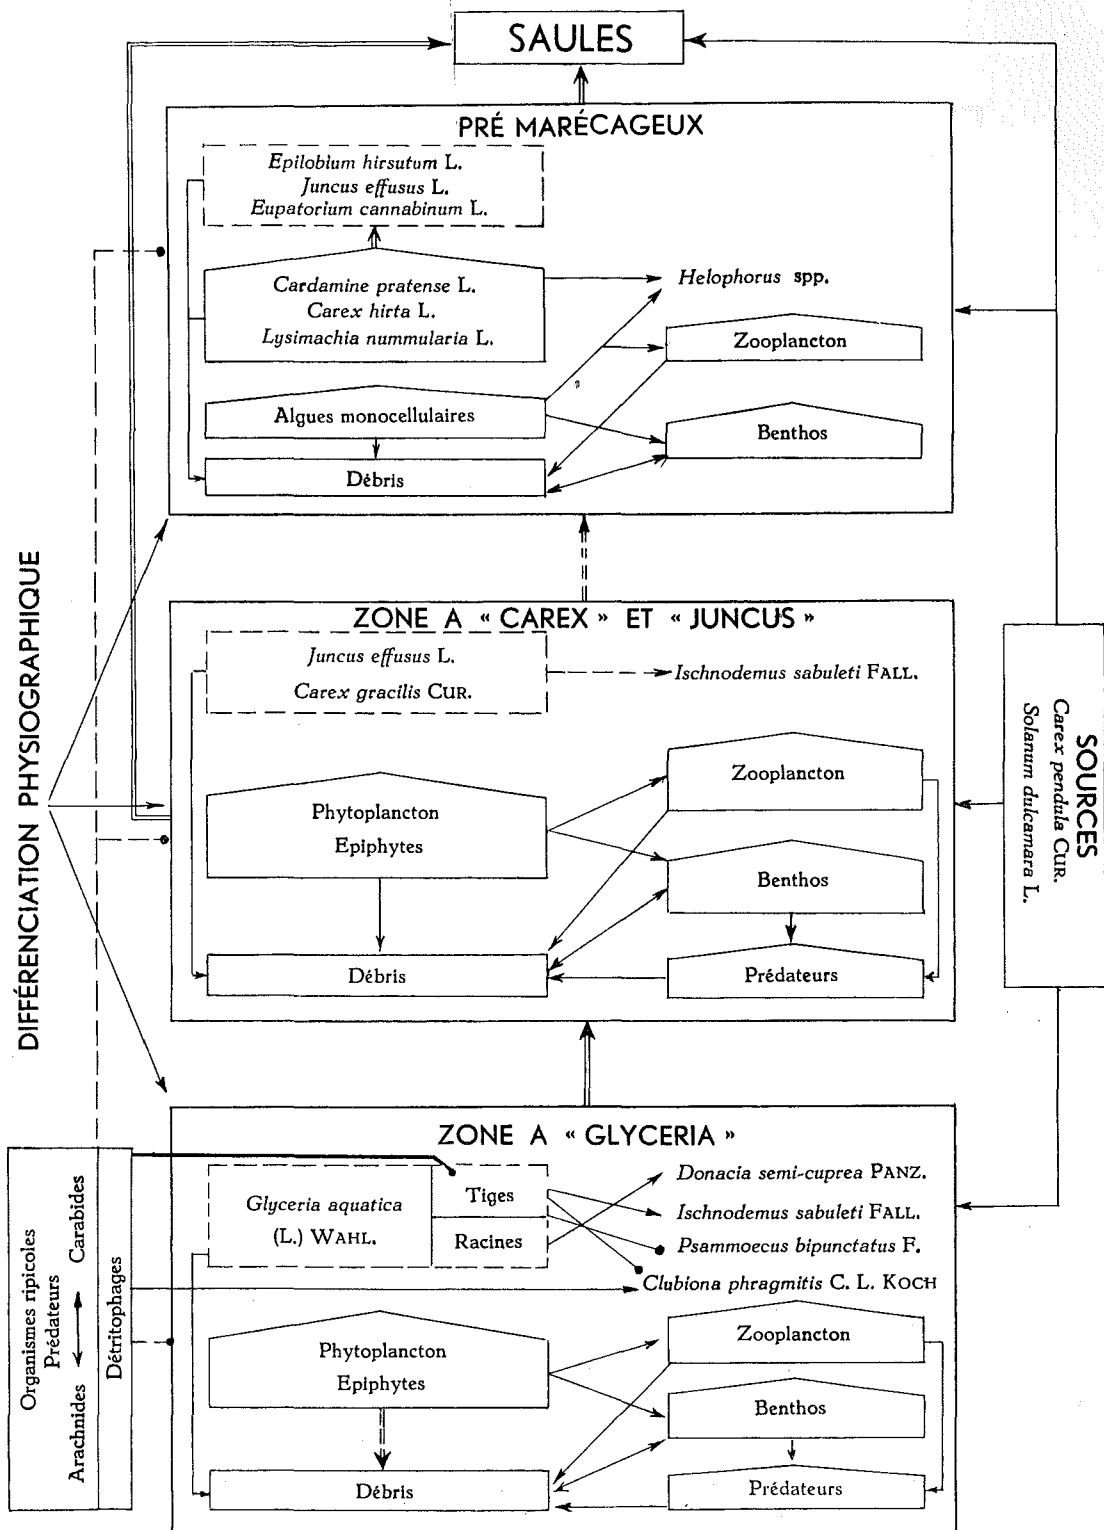 SAULES
PRÉ MARÉCAGEUX
Epilobium hirsutum L.
Juncus effusus L.
Eupatorium cannabinum L.
Cardamine pratense L.
Carex hirta L.
Lysimachia nummularia L.
Helophorus spp.
Zooplancton
Algues monocellulaires
Benthos
Débris
DIFFÉRENCIATION PHYSIOGRAPHIQUE
ZONE A « CAREX » ET « JUNCUS »
Juncus effusus L.
Carex gracilis CUR.
Ischnodemus sabuleti FALL.
Zooplancton
Phytoplancton
Epiphytes
Benthos
Débris
Prédateurs
SOURCES
Carex pendula CUR.
Solanum dulcamara L.
ZONE A « GLYCERIA »
Glyceria aquatica
(L.) WAHL.
Tiges
Racines
Donacia semi-cuprea PANZ.
Ischnodemus sabuleti FALL.
Psammoecus bipunctatus F.
Clubiona phragmitis C. L. KOCH
Organismes ripicoles
Prédateurs
Arachnides
Carabides
Détritophages
Zooplancton
Phytoplancton
Epiphytes
Benthos
Débris
Prédateurs